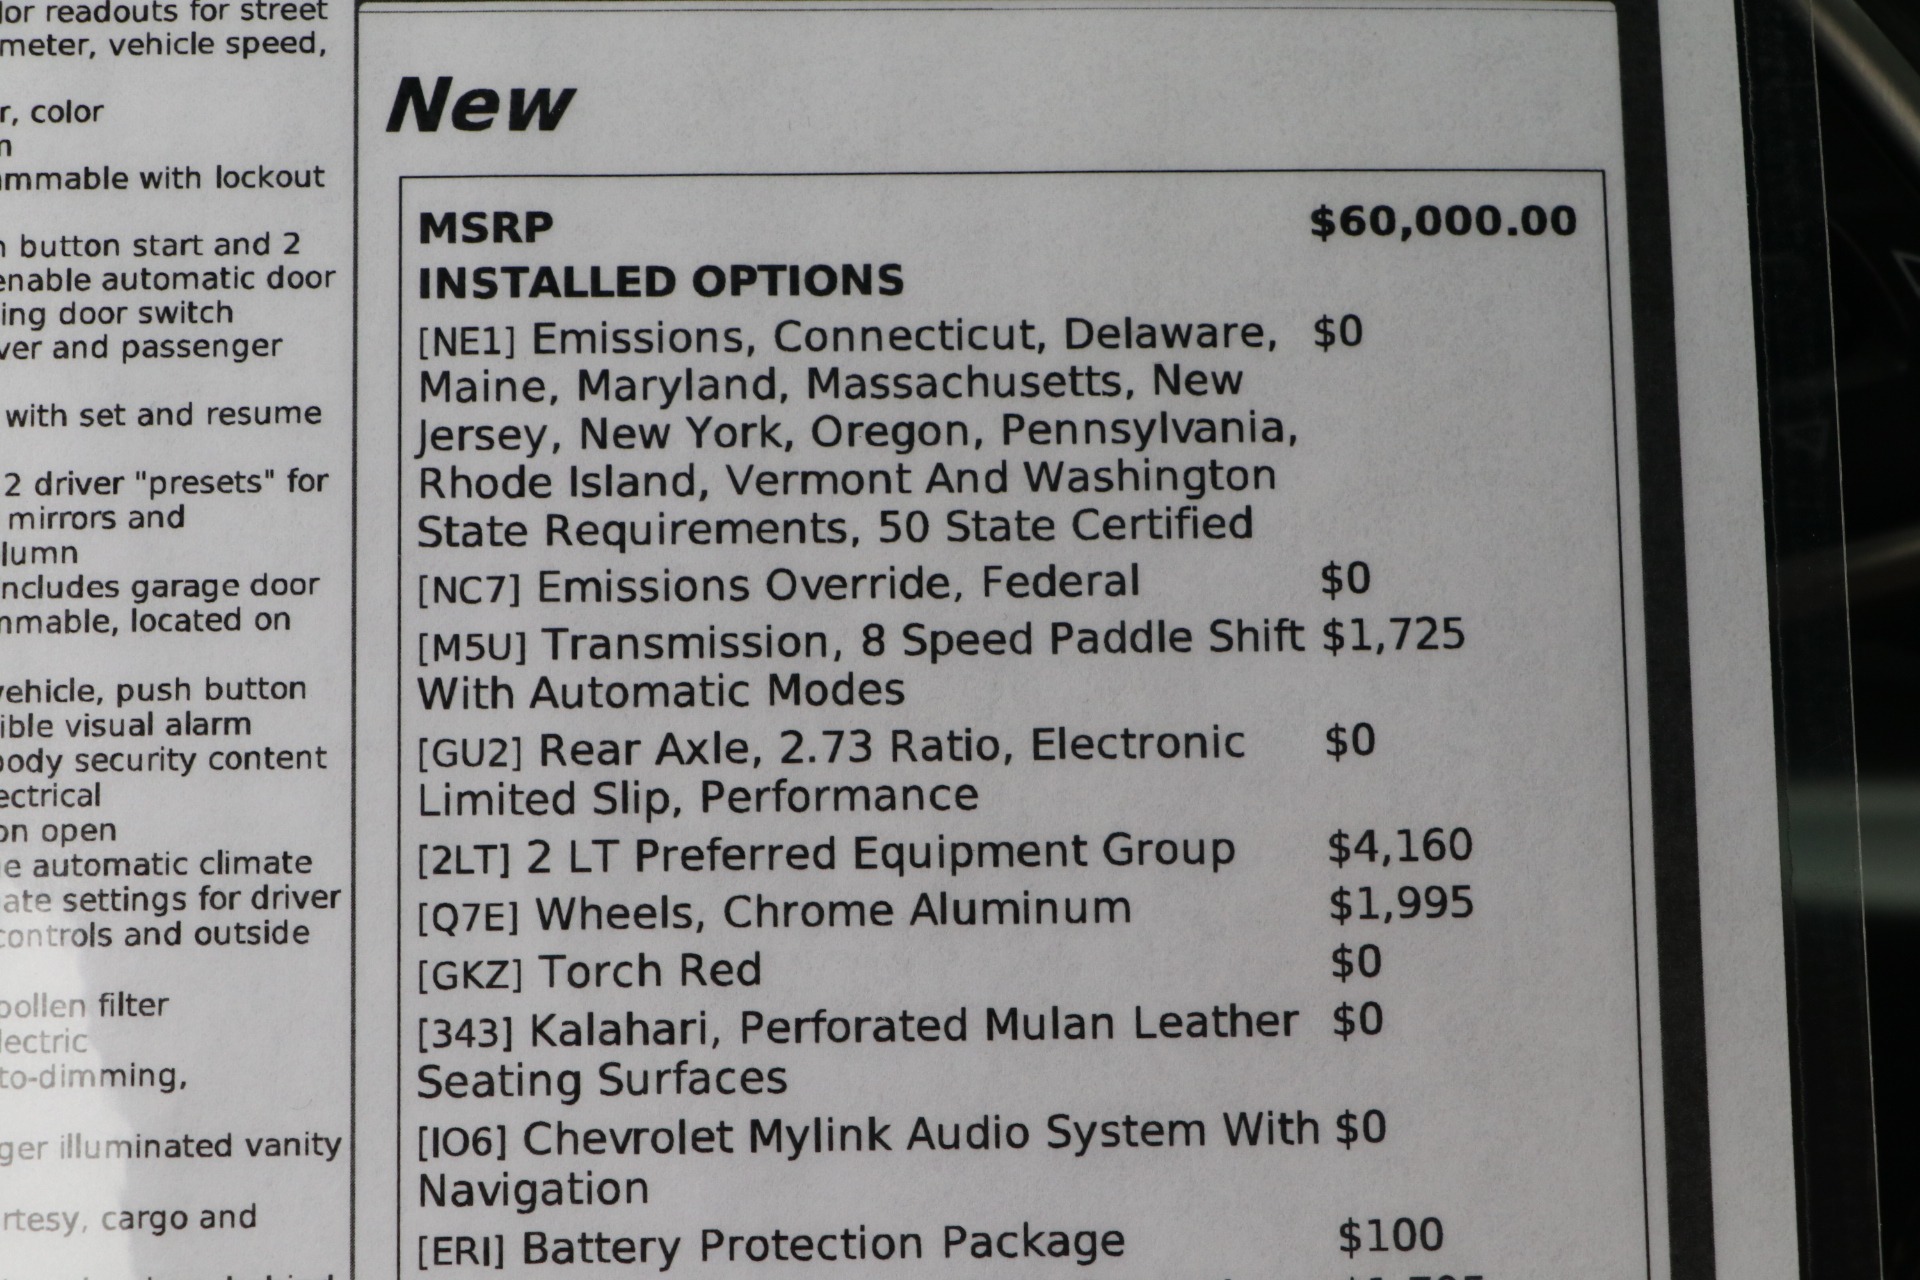 lor readouts for street
meter, vehicle speed,
r, color
ammable with lockout
button start and 2
enable automatic door
ing door switch
ver and passenger
with set and resume
2 driver "presets" for
mirrors and
lumn
ncludes garage door
mmable, located on
vehicle, push button
ible visual alarm
body security content
ectrical
on open
e automatic climate
ate settings for driver
controls and outside
pollen filter
lectric
to-dimming,
ger illuminated vanity
rtesy, cargo and
New
MSRP $60,000.00
INSTALLED OPTIONS
[NE1] Emissions, Connecticut, Delaware, $0
Maine, Maryland, Massachusetts, New
Jersey, New York, Oregon, Pennsylvania,
Rhode Island, Vermont And Washington
State Requirements, 50 State Certified
[NC7] Emissions Override, Federal $0
[M5U] Transmission, 8 Speed Paddle Shift $1,725
With Automatic Modes
[GU2] Rear Axle, 2.73 Ratio, Electronic $0
Limited Slip, Performance
[2LT] 2 LT Preferred Equipment Group $4,160
[Q7E] Wheels, Chrome Aluminum $1,995
[GKZ] Torch Red $0
[343] Kalahari, Perforated Mulan Leather $0
Seating Surfaces
[IO6] Chevrolet Mylink Audio System With $0
Navigation
[ERI] Battery Protection Package $100